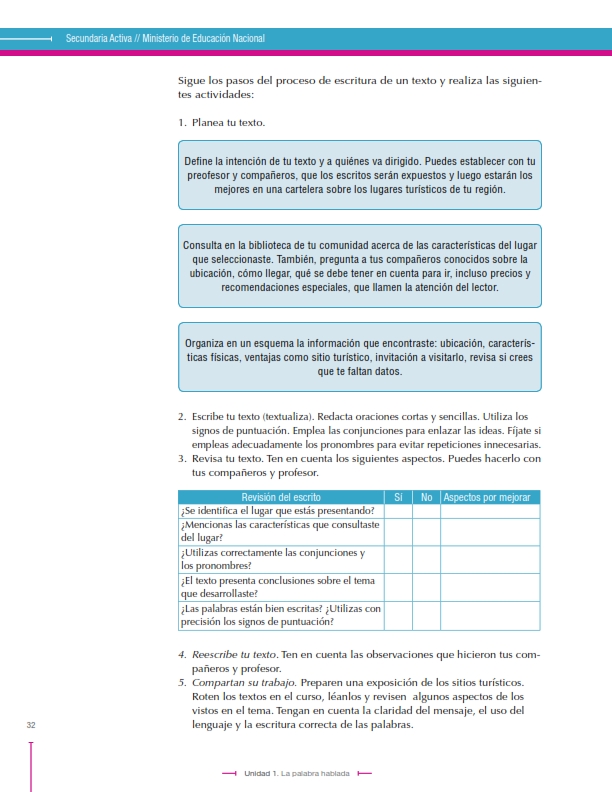 Secundaria Activa // Ministerio de Educación Nacional
Sigue los pasos del proceso de escritura de un texto y realiza las siguien-
tes actividades:
1. Planea tu texto.
Define la intención de tu texto y a quiénes va dirigido. Puedes establecer con tu
preofesor y compañeros, que los escritos serán expuestos y luego estarán los
mejores en una cartelera sobre los lugares turísticos de tu región.
Consulta en la biblioteca de tu comunidad acerca de las características del lugar
que seleccionaste. También, pregunta a tus compañeros conocidos sobre la
ubicación, cómo llegar, qué se debe tener en cuenta para ir, incluso precios y
recomendaciones especiales, que llamen la atención del lector.
Organiza en un esquema la información que encontraste: ubicación, caracterís-
ticas físicas, ventajas como sitio turístico, invitación a visitarlo, revisa si crees
que te faltan datos.
2. Escribe tu texto (textualiza). Redacta oraciones cortas y sencillas. Utiliza los
signos de puntuación. Emplea las conjunciones para enlazar las ideas. Fíjate si
empleas adecuadamente los pronombres para evitar repeticiones innecesarias.
3. Revisa tu texto. Ten en cuenta los siguientes aspectos. Puedes hacerlo con
tus compañeros y profesor.
Revisión del escrito Sí No Aspectos por mejorar
¿Se identifica el lugar que estás presentando?
¿Mencionas las características que consultaste
del lugar?
¿Utilizas correctamente las conjunciones y
los pronombres?
¿El texto presenta conclusiones sobre el tema
que desarrollaste?
¿Las palabras están bien escritas? ¿Utilizas con
precisión los signos de puntuación?
4. Reescribe tu texto. Ten en cuenta las observaciones que hicieron tus com-
pañeros y profesor.
5. Compartan su trabajo. Preparen una exposición de los sitios turísticos.
Roten los textos en el curso, léanlos y revisen algunos aspectos de los
vistos en el tema. Tengan en cuenta la claridad del mensaje, el uso del
lenguaje y la escritura correcta de las palabras.
32
Unidad 1. La palabra hablada